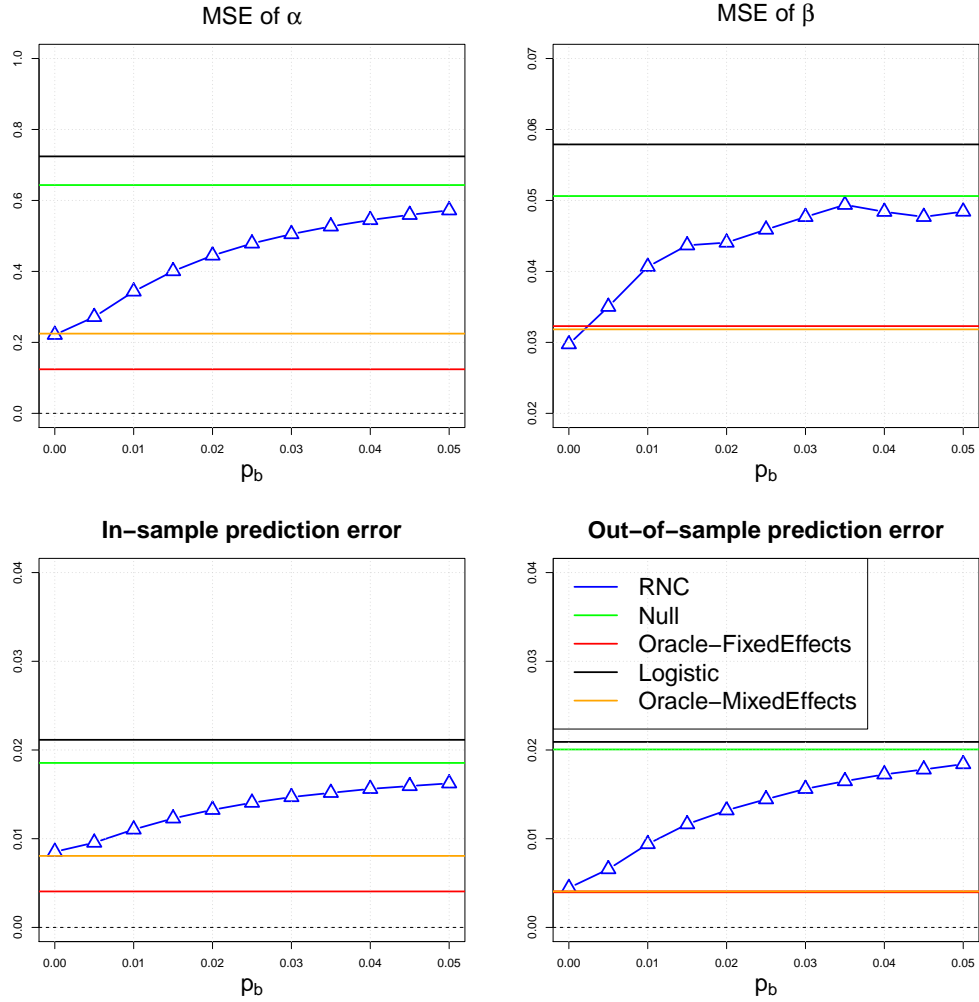 MSE of α
1.0
0.8
0.6
0.4
0.2
0.0
0.00 0.01 0.02 0.03 0.04 0.05
p_b
MSE of β
0.07
0.06
0.05
0.04
0.03
0.02
0.00 0.01 0.02 0.03 0.04 0.05
p_b
In−sample prediction error
0.04
0.03
0.02
0.01
0.00
0.00 0.01 0.02 0.03 0.04 0.05
p_b
Out−of−sample prediction error
RNC
Null
Oracle−FixedEffects
Logistic
Oracle−MixedEffects
0.04
0.03
0.02
0.01
0.00
0.00 0.01 0.02 0.03 0.04 0.05
p_b